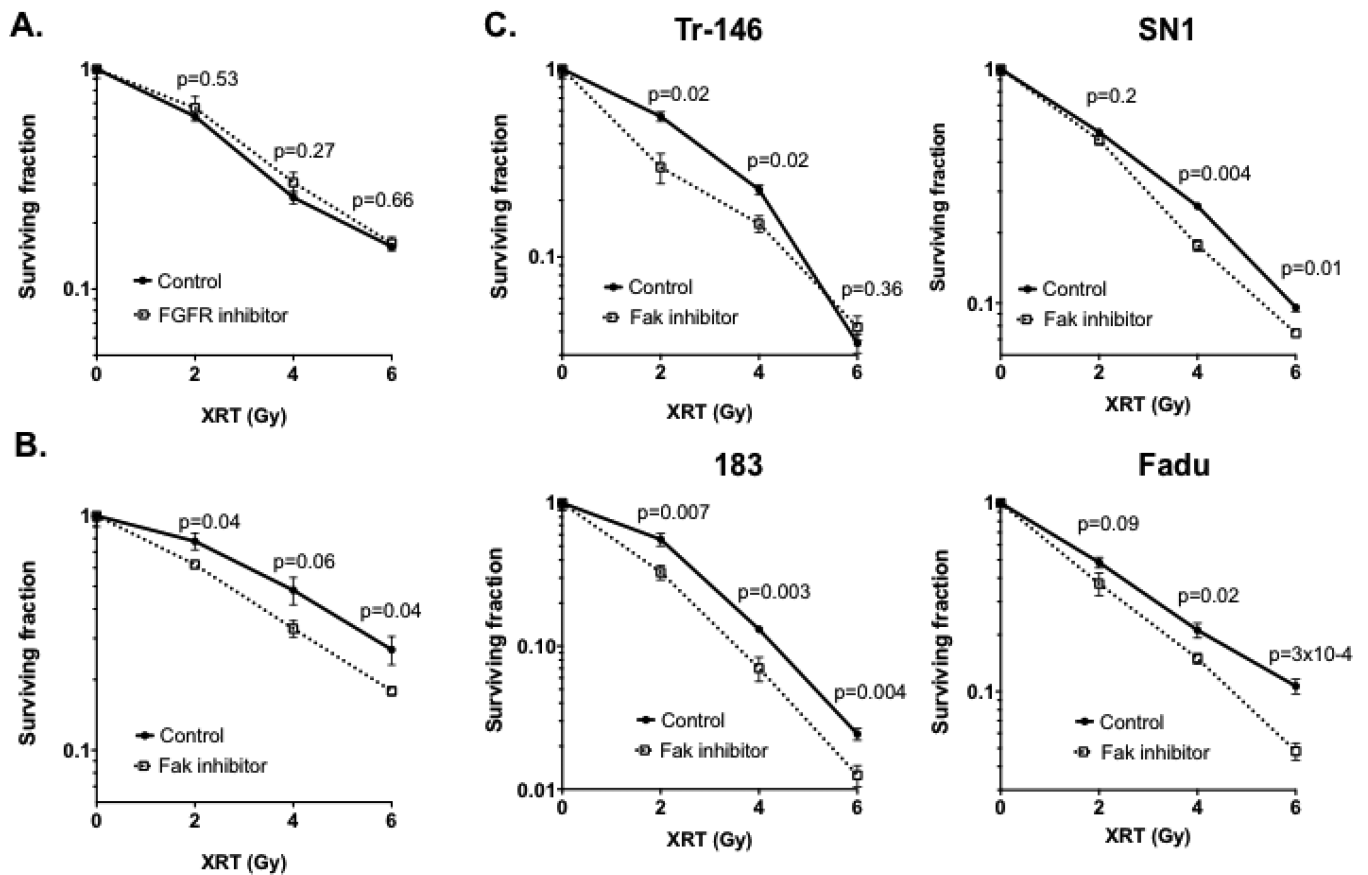 A.
Surviving fraction
1
0.1
p=0.53
p=0.27
p=0.66
Control
FGFR inhibitor
0 2 4 6
XRT (Gy)
B.
Surviving fraction
1
0.1
p=0.04
p=0.06
p=0.04
Control
Fak inhibitor
0 2 4 6
XRT (Gy)
C.
Tr-146
Surviving fraction
1
0.1
p=0.02
p=0.02
p=0.36
Control
Fak inhibitor
0 2 4 6
XRT (Gy)
SN1
Surviving fraction
1
0.1
p=0.2
p=0.004
p=0.01
Control
Fak inhibitor
0 2 4 6
XRT (Gy)
183
Surviving fraction
1
0.10
0.01
p=0.007
p=0.003
p=0.004
Control
Fak inhibitor
0 2 4 6
XRT (Gy)
Fadu
Surviving fraction
1
0.1
p=0.09
p=0.02
p=3x10-4
Control
Fak inhibitor
0 2 4 6
XRT (Gy)